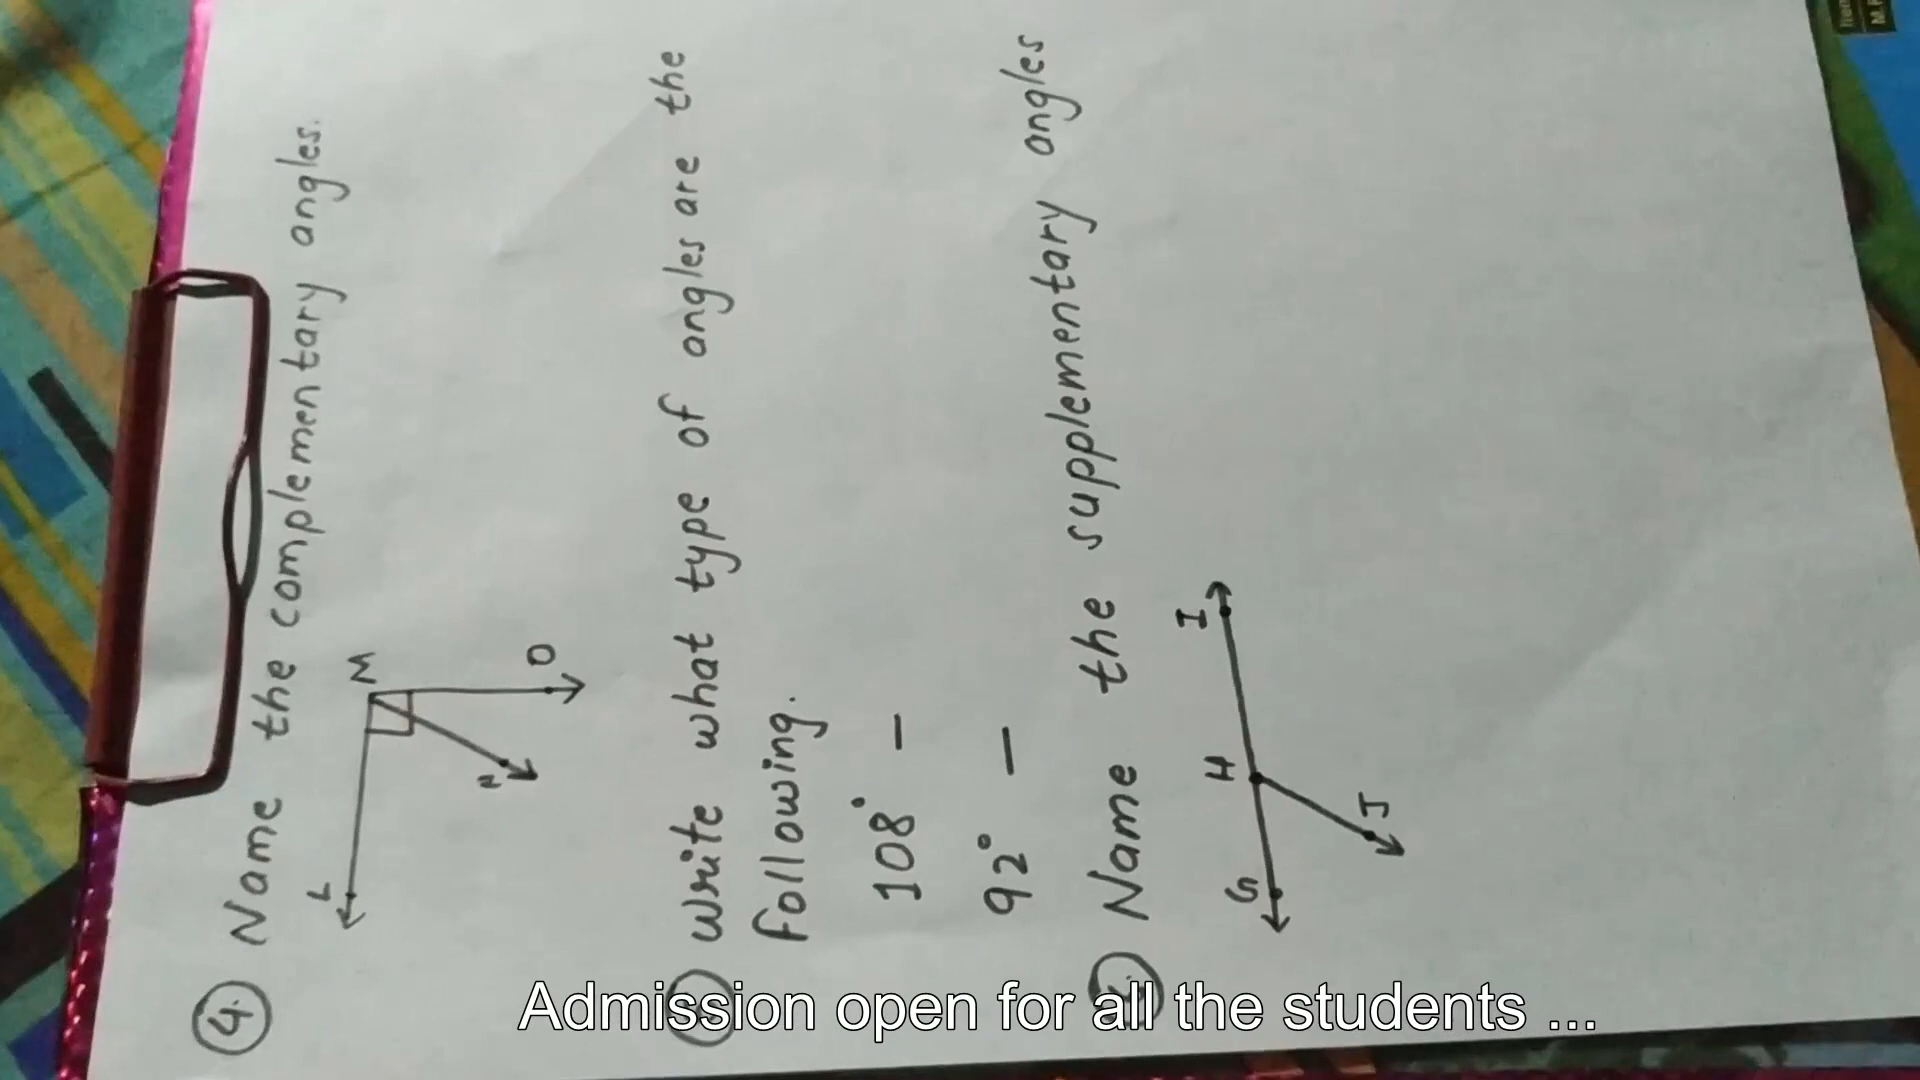 4. Name the complementary angles.
L
M
N
O
write what type of angles are the
following.
108° —
92° —
Name the supplementary angles
G
H
I
J
Admission open for all the students ...